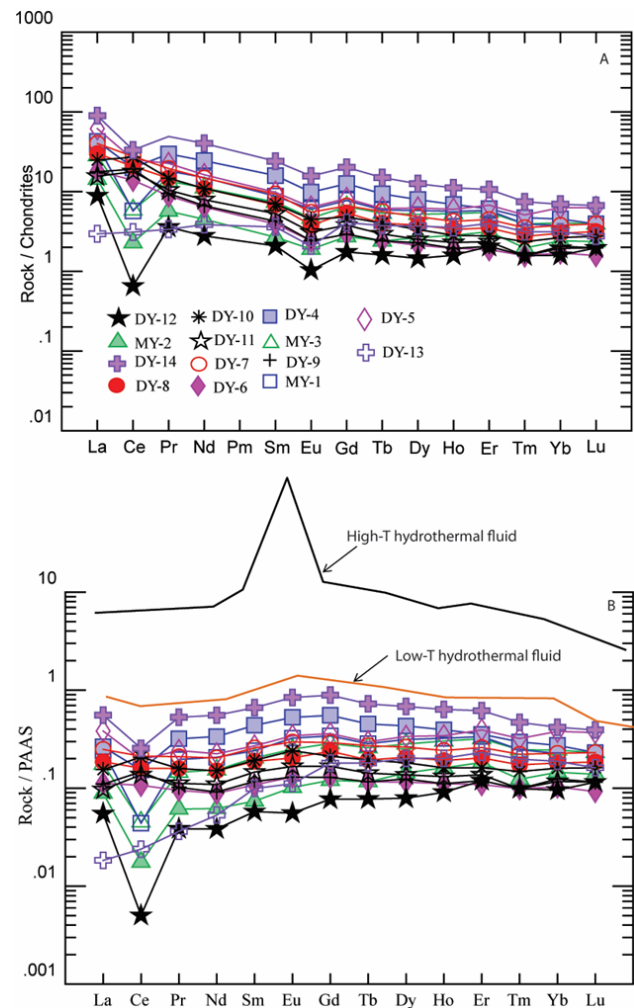 1000
A
100
10
1
.1
.01
Rock / Chondrites
DY-12 DY-10 DY-4 DY-5
MY-2 DY-11 MY-3 DY-13
DY-14 DY-7 DY-9
DY-8 DY-6 MY-1
La Ce Pr Nd Pm Sm Eu Gd Tb Dy Ho Er Tm Yb Lu
High-T hydrothermal fluid
10
B
Low-T hydrothermal fluid
1
0.1
.01
.001
Rock / PAAS
La Ce Pr Nd Sm Eu Gd Tb Dy Ho Er Tm Yb Lu